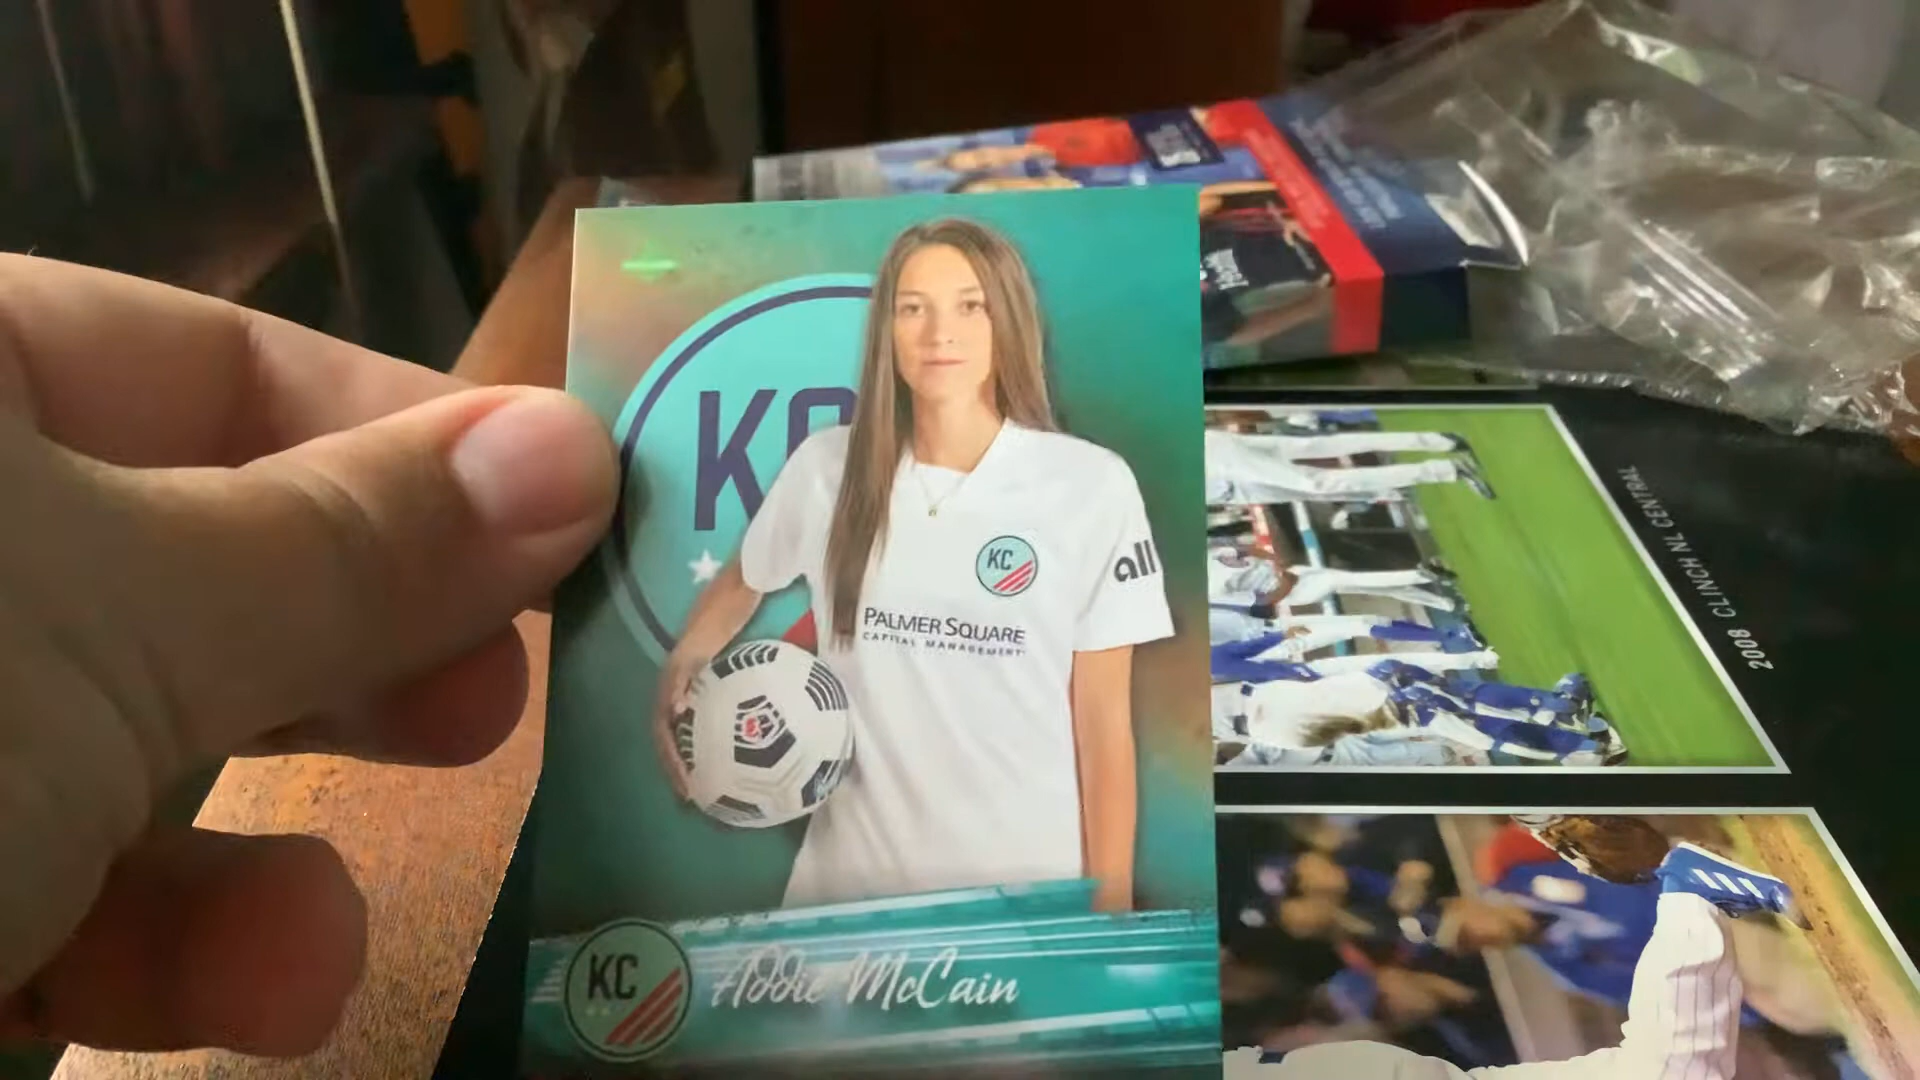 KC
KC
all
PALMER SQUARE
CAPITAL MANAGEMENT
KC
Addie McCain
2008 CLINCH NL CENTRAL